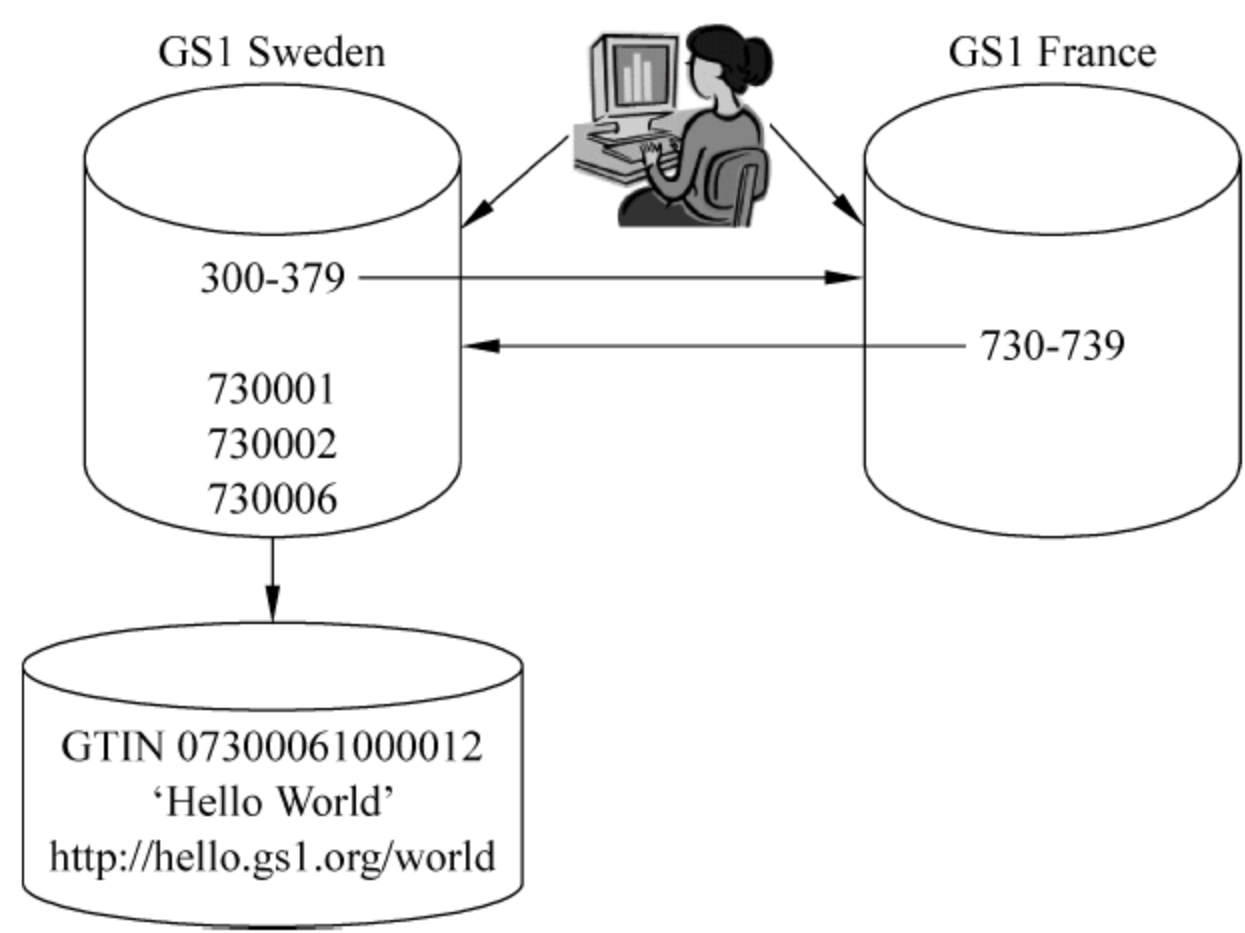 GS1 Sweden
GS1 France
300-379
730-739
730001
730002
730006
GTIN 07300061000012
‘Hello World’
http://hello.gs1.org/world